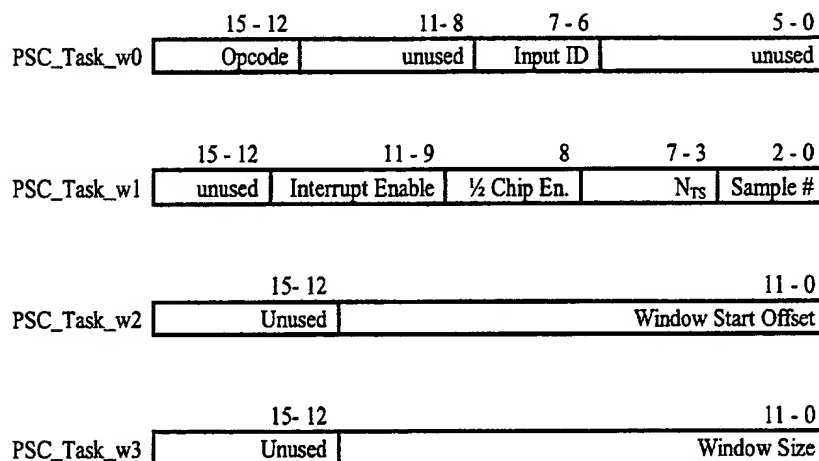 15 - 12 11- 8 7 - 6 5 - 0
PSC_Task_w0 Opcode unused Input ID unused
15 - 12 11 - 9 8 7 - 3 2 - 0
PSC_Task_w1 unused Interrupt Enable ½ Chip En. NTS Sample #
15- 12 11 - 0
PSC_Task_w2 Unused Window Start Offset
15- 12 11 - 0
PSC_Task_w3 Unused Window Size